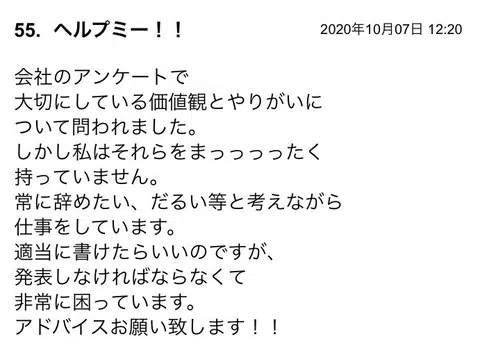 55. ヘルプミー！！ 2020年10月07日 12:20
会社のアンケートで
大切にしている価値観とやりがいに
ついて問われました。
しかし私はそれらをまっっっったく
持っていません。
常に辞めたい、だるい等と考えながら
仕事をしています。
適当に書けたらいいのですが、
発表しなければならなくて
非常に困っています。
アドバイスお願い致します！！